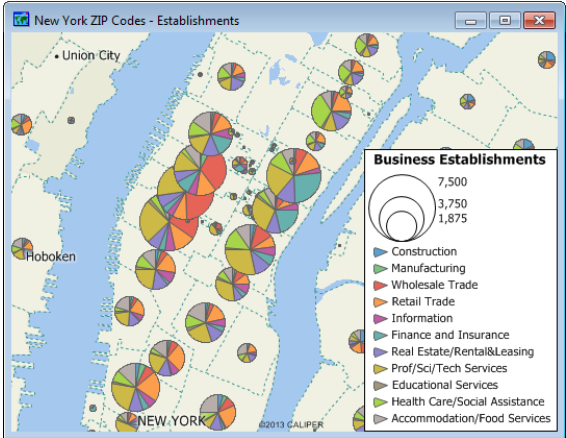 New York ZIP Codes - Establishments
Union City
Hoboken
NEW YORK
©2013 CALIPER
Business Establishments
7,500
3,750
1,875
Construction
Manufacturing
Wholesale Trade
Retail Trade
Information
Finance and Insurance
Real Estate/Rental&Leasing
Prof/Sci/Tech Services
Educational Services
Health Care/Social Assistance
Accommodation/Food Services